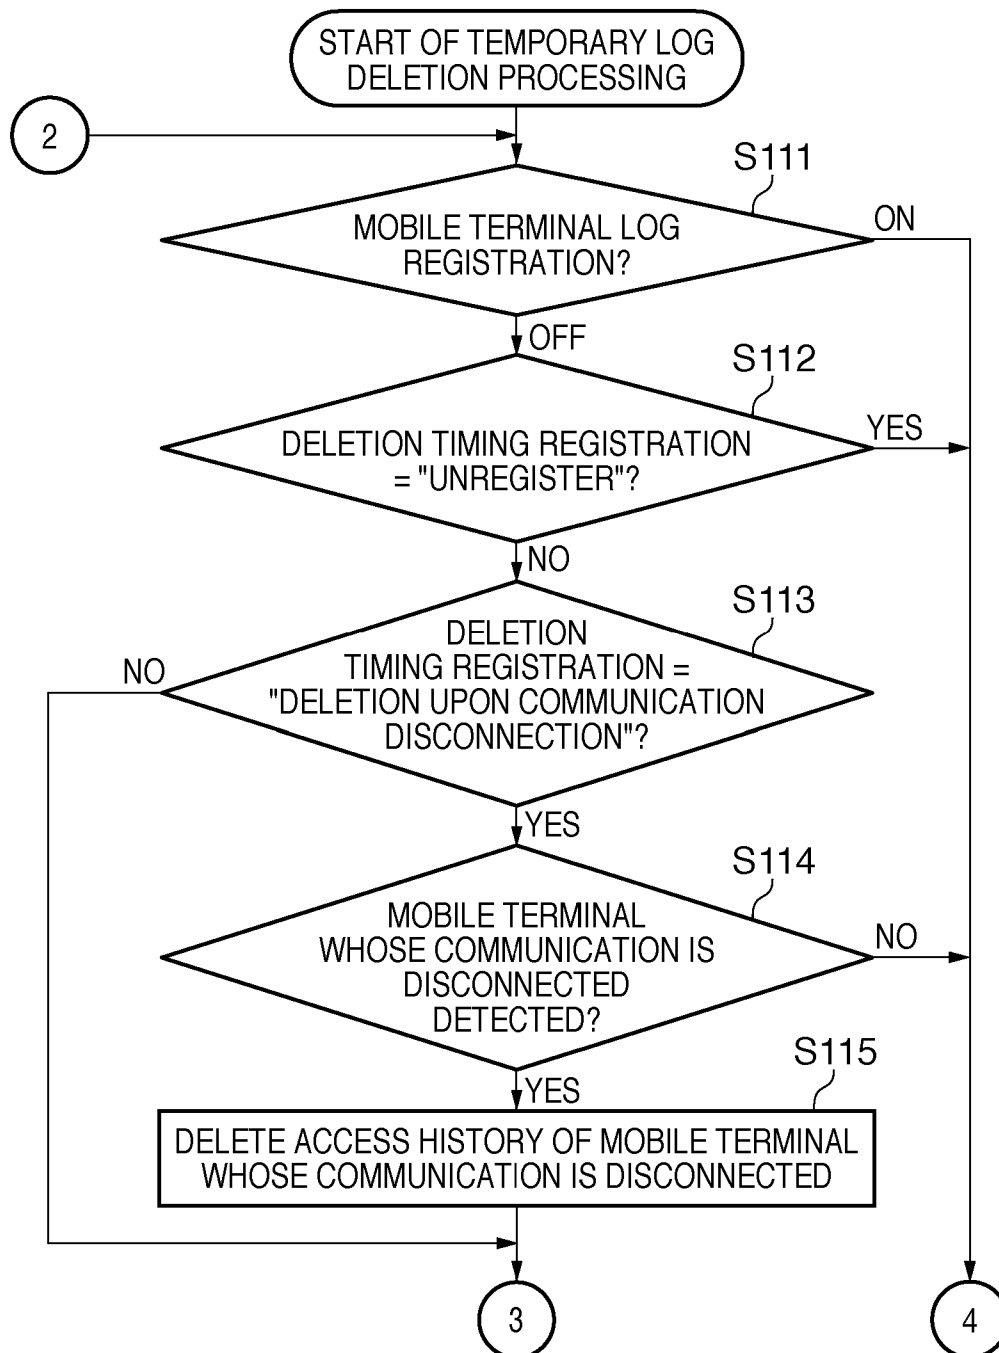 START OF TEMPORARY LOG
DELETION PROCESSING
2
S111
MOBILE TERMINAL LOG
REGISTRATION?
ON
OFF
S112
DELETION TIMING REGISTRATION
= "UNREGISTER"?
YES
NO
S113
DELETION
TIMING REGISTRATION =
"DELETION UPON COMMUNICATION
DISCONNECTION"?
NO
YES
S114
MOBILE TERMINAL
WHOSE COMMUNICATION IS
DISCONNECTED
DETECTED?
NO
YES
S115
DELETE ACCESS HISTORY OF MOBILE TERMINAL
WHOSE COMMUNICATION IS DISCONNECTED
3
4